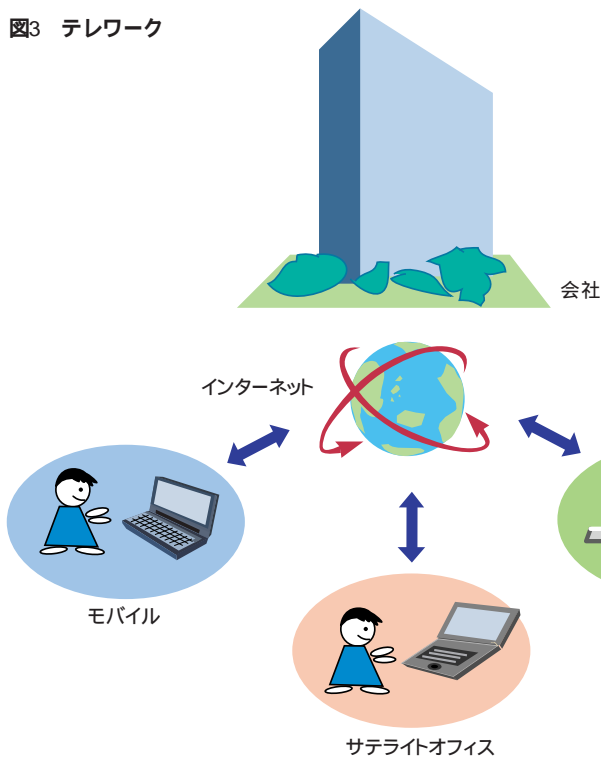 図3 テレワーク
会社
インターネット
モバイル
サテライトオフィス